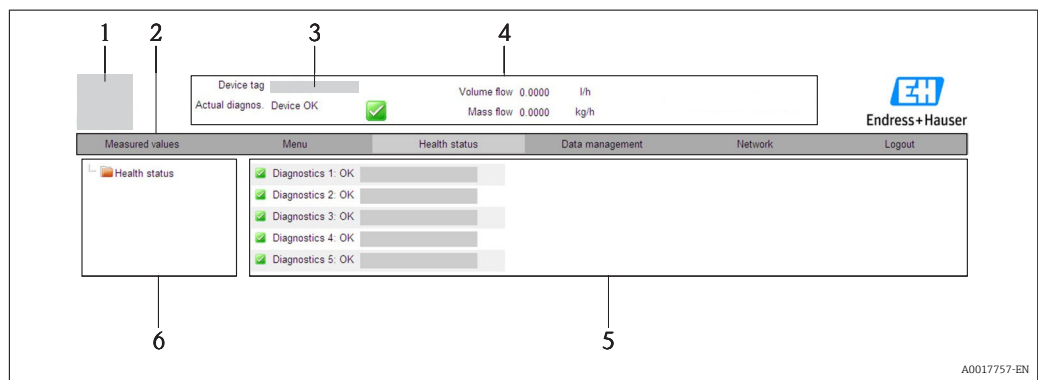 1 2 3 4
Device tag
Volume flow 0.0000 l/h
Actual diagnos. Device OK
Mass flow 0.0000 kg/h
EH
Endress+Hauser
Measured values Menu Health status Data management Network Logout
Health status
Diagnostics 1: OK
Diagnostics 2: OK
Diagnostics 3: OK
Diagnostics 4: OK
Diagnostics 5: OK
6 5
A0017757-EN